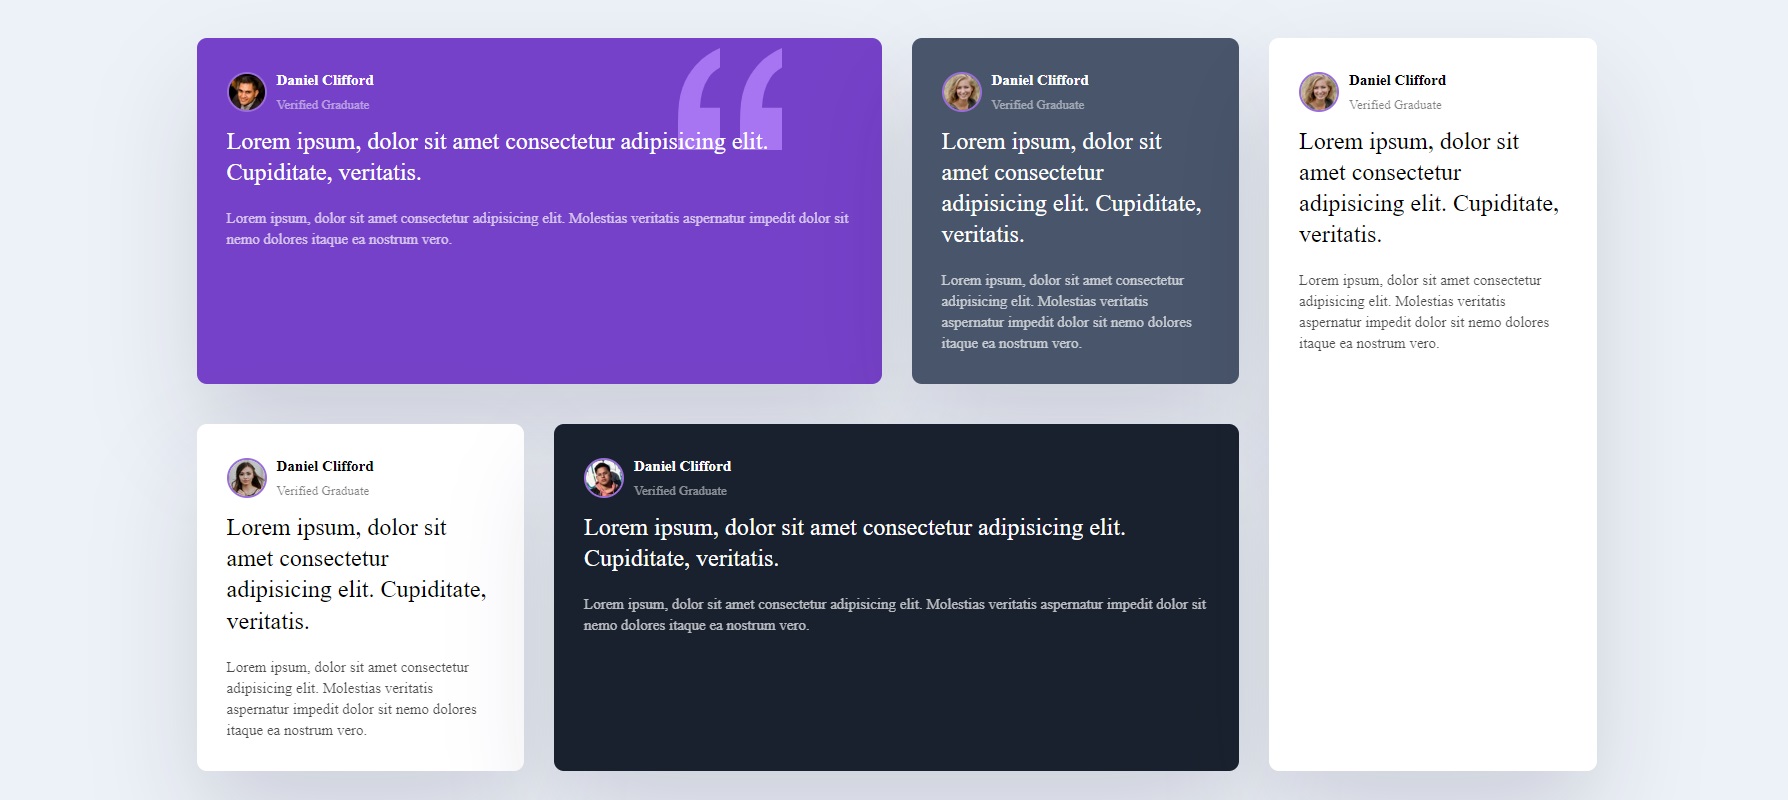 Daniel Clifford
Verified Graduate
Lorem ipsum, dolor sit amet consectetur adipisicing elit.
Cupiditate, veritatis.
Lorem ipsum, dolor sit amet consectetur adipisicing elit. Molestias veritatis aspernatur impedit dolor sit
nemo dolores itaque ea nostrum vero.
Daniel Clifford
Verified Graduate
Lorem ipsum, dolor sit
amet consectetur
adipisicing elit. Cupiditate,
veritatis.
Lorem ipsum, dolor sit amet consectetur
adipisicing elit. Molestias veritatis
aspernatur impedit dolor sit nemo dolores
itaque ea nostrum vero.
Daniel Clifford
Verified Graduate
Lorem ipsum, dolor sit
amet consectetur
adipisicing elit. Cupiditate,
veritatis.
Lorem ipsum, dolor sit amet consectetur
adipisicing elit. Molestias veritatis
aspernatur impedit dolor sit nemo dolores
itaque ea nostrum vero.
Daniel Clifford
Verified Graduate
Lorem ipsum, dolor sit
amet consectetur
adipisicing elit. Cupiditate,
veritatis.
Lorem ipsum, dolor sit amet consectetur
adipisicing elit. Molestias veritatis
aspernatur impedit dolor sit nemo dolores
itaque ea nostrum vero.
Daniel Clifford
Verified Graduate
Lorem ipsum, dolor sit amet consectetur adipisicing elit.
Cupiditate, veritatis.
Lorem ipsum, dolor sit amet consectetur adipisicing elit. Molestias veritatis aspernatur impedit dolor sit
nemo dolores itaque ea nostrum vero.